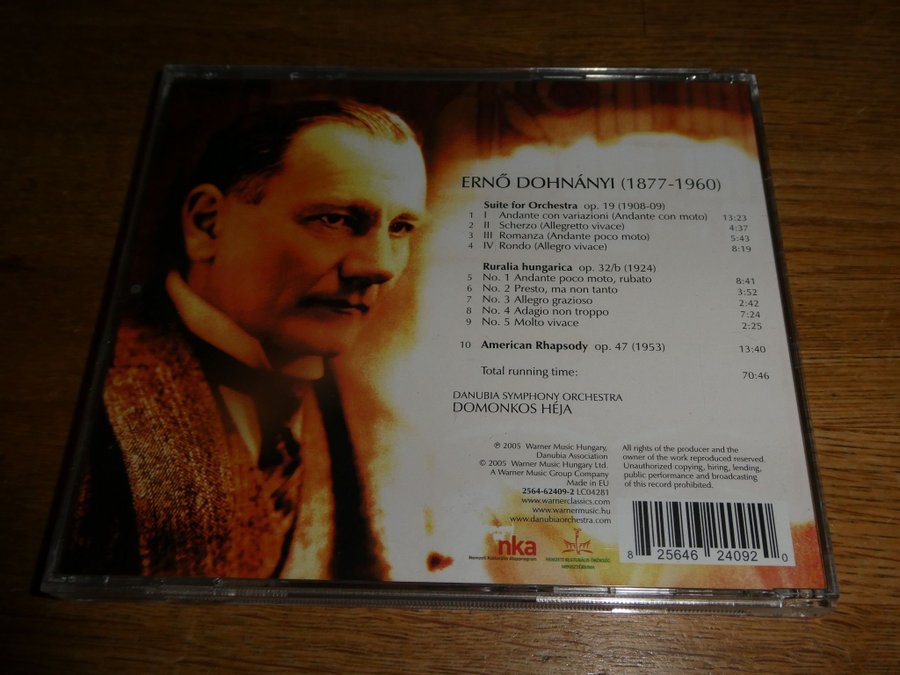 ERNŐ DOHNÁNYI (1877-1960)
Suite for Orchestra op. 19 (1908-09)
1 I Andante con variazioni (Andante con moto) 13:23
2 II Scherzo (Allegretto vivace) 4:37
3 III Romanza (Andante poco moto) 5:43
4 IV Rondo (Allegro vivace) 8:19
Ruralia hungarica op. 32/b (1924)
5 No. 1 Andante poco moto, rubato 8:41
6 No. 2 Presto, ma non tanto 3:52
7 No. 3 Allegro grazioso 2:42
8 No. 4 Adagio non troppo 7:24
9 No. 5 Molto vivace 2:25
10 American Rhapsody op. 47 (1953) 13:40
Total running time: 70:46
DANUBIA SYMPHONY ORCHESTRA
DOMONKOS HÉJA
℗ 2005 Warner Music Hungary,
Danubia Association
© 2005 Warner Music Hungary Ltd.
A Warner Music Group Company
Made in EU
2564-62409-2 LC04281
www.warnerclassics.com
www.warnermusic.hu
www.danubiaorchestra.com
All rights of the producer and the
owner of the work reproduced reserved.
Unauthorized copying, hiring, lending,
public performance and broadcasting
of this record prohibited.
nka
Nemzeti Kulturális Alapprogram
NEMZETI KULTURÁLIS ÖRÖKSÉG
MINISZTÉRIUMA
8 25646 24092 0